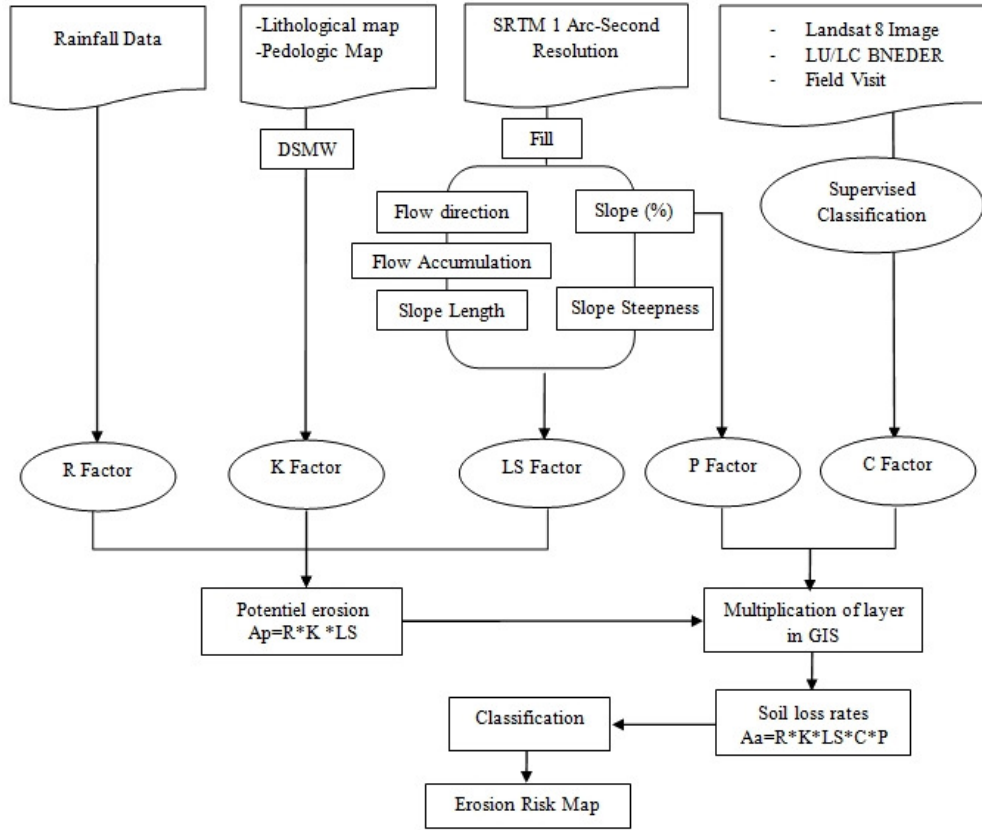 Rainfall Data
-Lithological map
-Pedologic Map
SRTM 1 Arc-Second
Resolution
- Landsat 8 Image
- LU/LC BNEDER
- Field Visit
DSMW
Fill
Supervised
Classification
Flow direction
Slope (%)
Flow Accumulation
Slope Length
Slope Steepness
R Factor
K Factor
LS Factor
P Factor
C Factor
Potentiel erosion
Ap=R*K *LS
Multiplication of layer
in GIS
Classification
Soil loss rates
Aa=R*K*LS*C*P
Erosion Risk Map